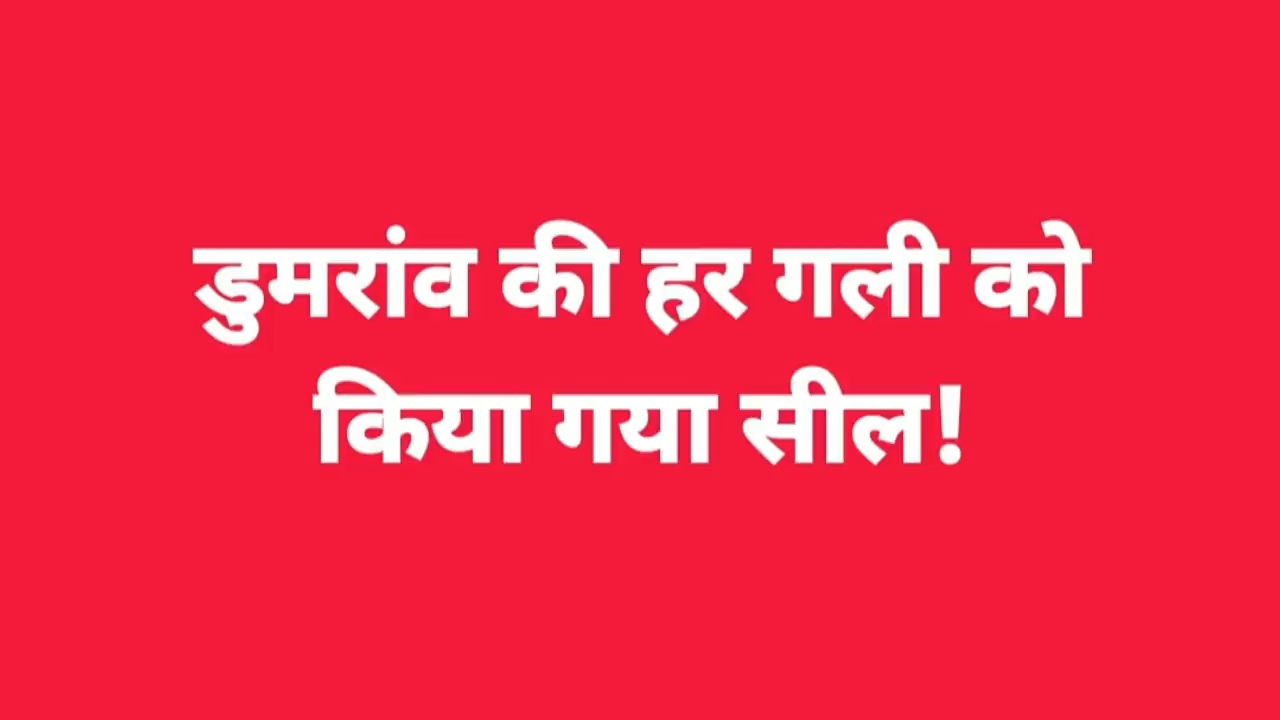 डुमरांव की हर गली को
किया गया सील!